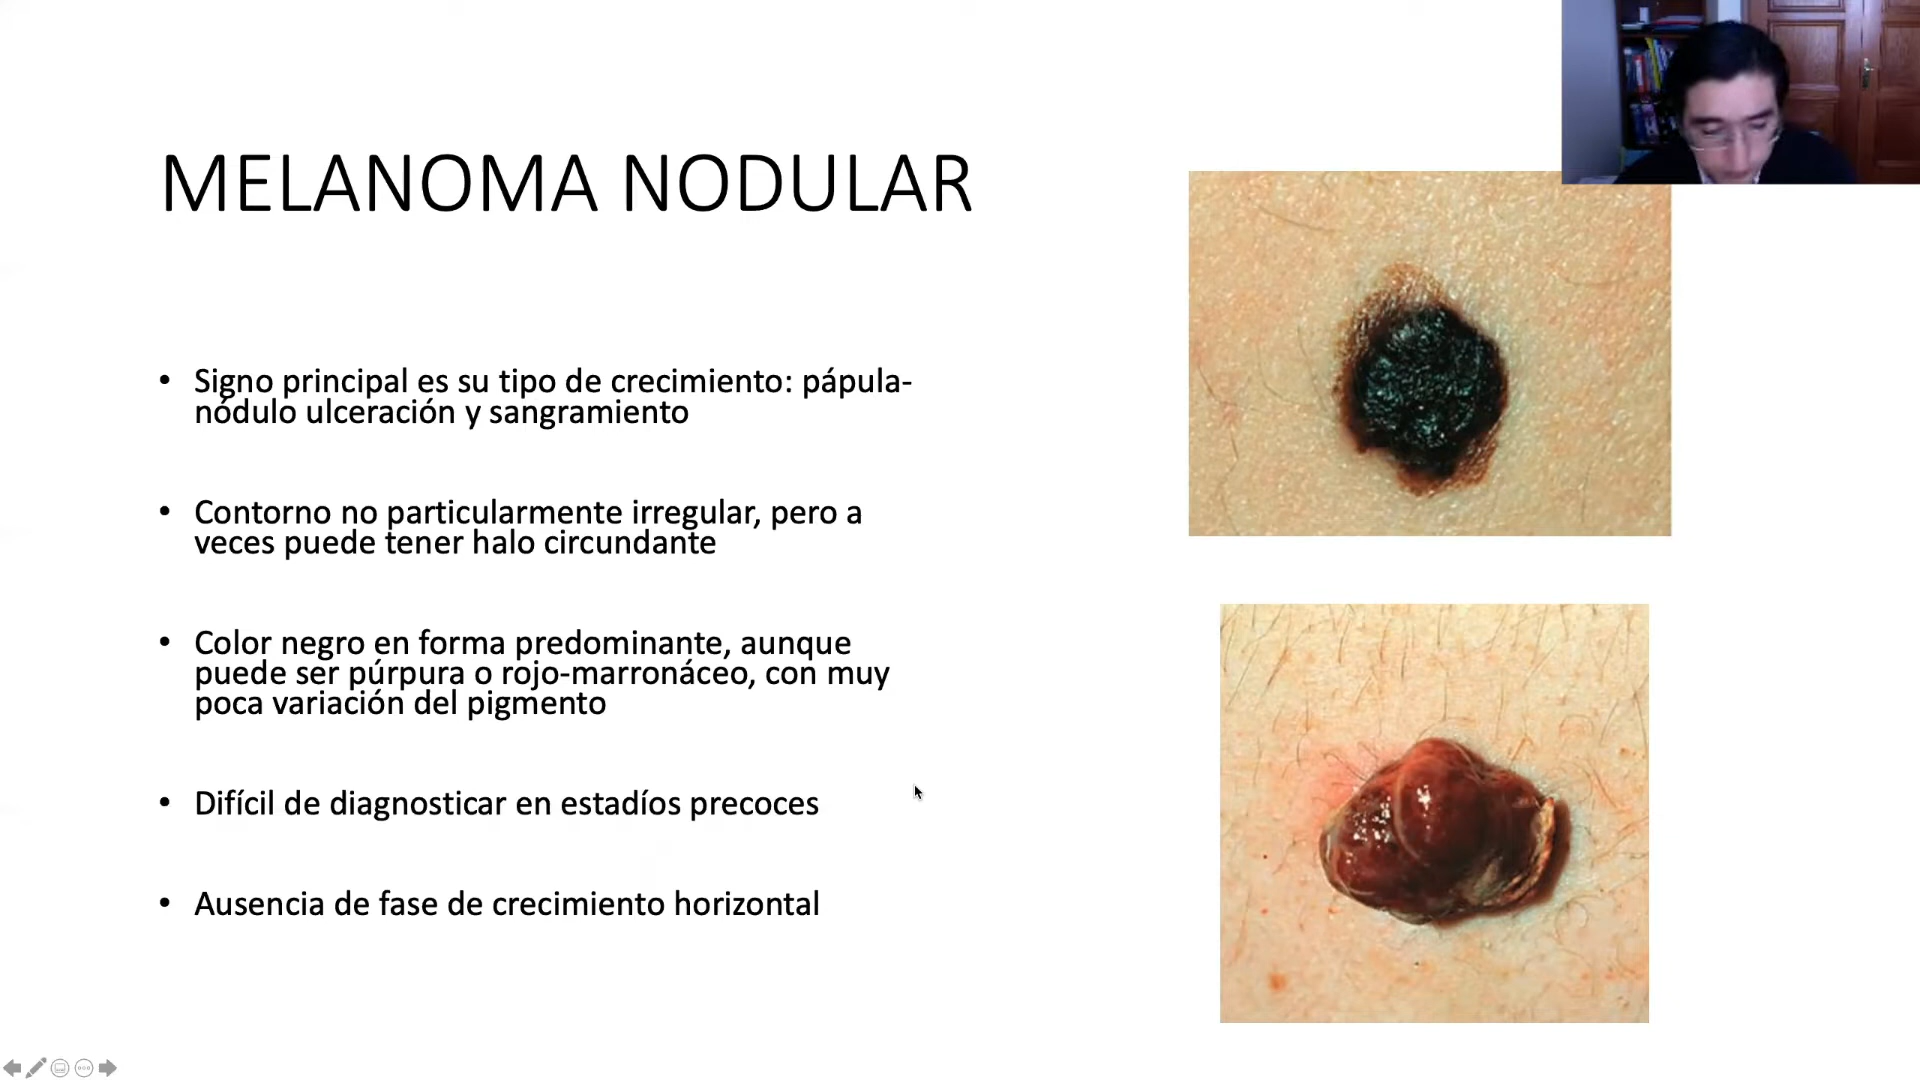 MELANOMA NODULAR
• Signo principal es su tipo de crecimiento: pápula-
nódulo ulceración y sangramiento
• Contorno no particularmente irregular, pero a
veces puede tener halo circundante
• Color negro en forma predominante, aunque
puede ser púrpura o rojo-marronáceo, con muy
poca variación del pigmento
• Difícil de diagnosticar en estadíos precoces
• Ausencia de fase de crecimiento horizontal